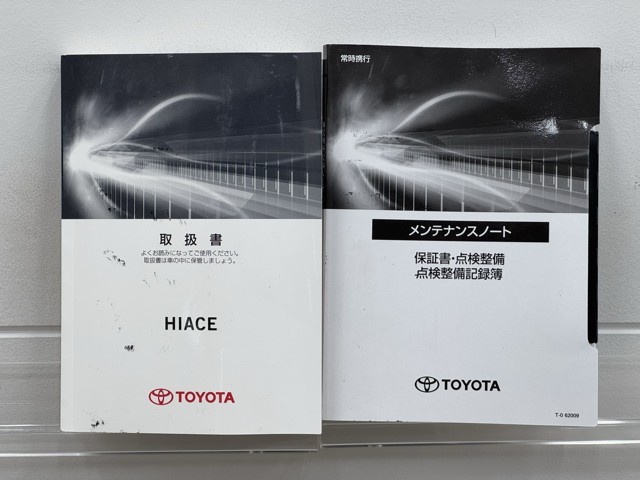 取扱書
よくお読みになってご使用ください。
取扱書は車の中に保管しましょう。
HIACE
TOYOTA
常時携行
メンテナンスノート
保証書・点検整備
点検整備記録簿
TOYOTA
T-0 62009